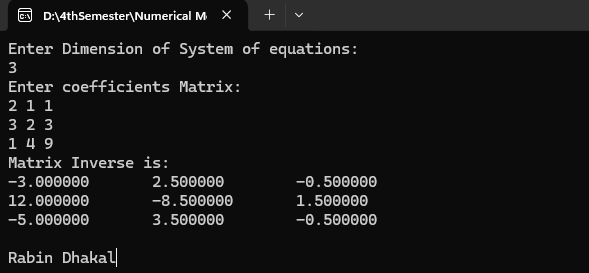 D:\4thSemester\Numerical M
Enter Dimension of System of equations:
3
Enter coefficients Matrix:
2 1 1
3 2 3
1 4 9
Matrix Inverse is:
-3.000000 2.500000 -0.500000
12.000000 -8.500000 1.500000
-5.000000 3.500000 -0.500000
Rabin Dhakal